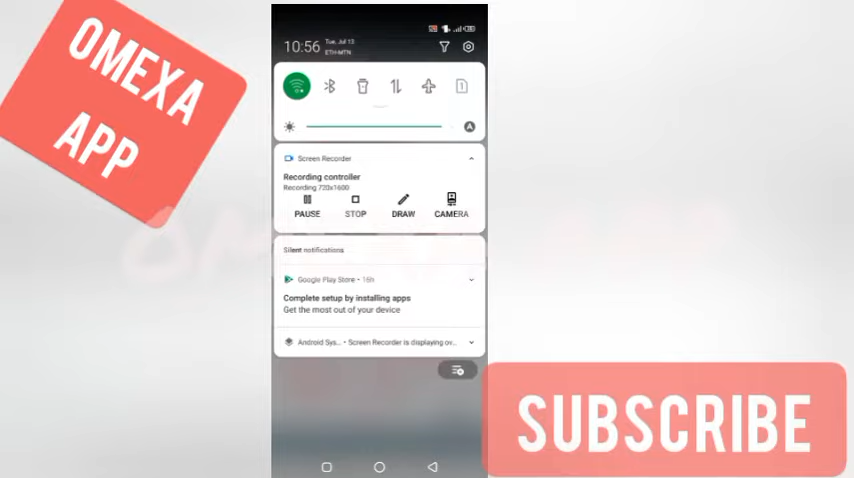 OMEXA
APP
10:56
Tue, Jul 13
ETH-MTN
A
1
Screen Recorder
Recording controller
Recording 720x1600
PAUSE STOP DRAW CAMERA
Silent notifications
Google Play Store • 16h
Complete setup by installing apps
Get the most out of your device
Android Sys... • Screen Recorder is displaying ov...
SUBSCRIBE